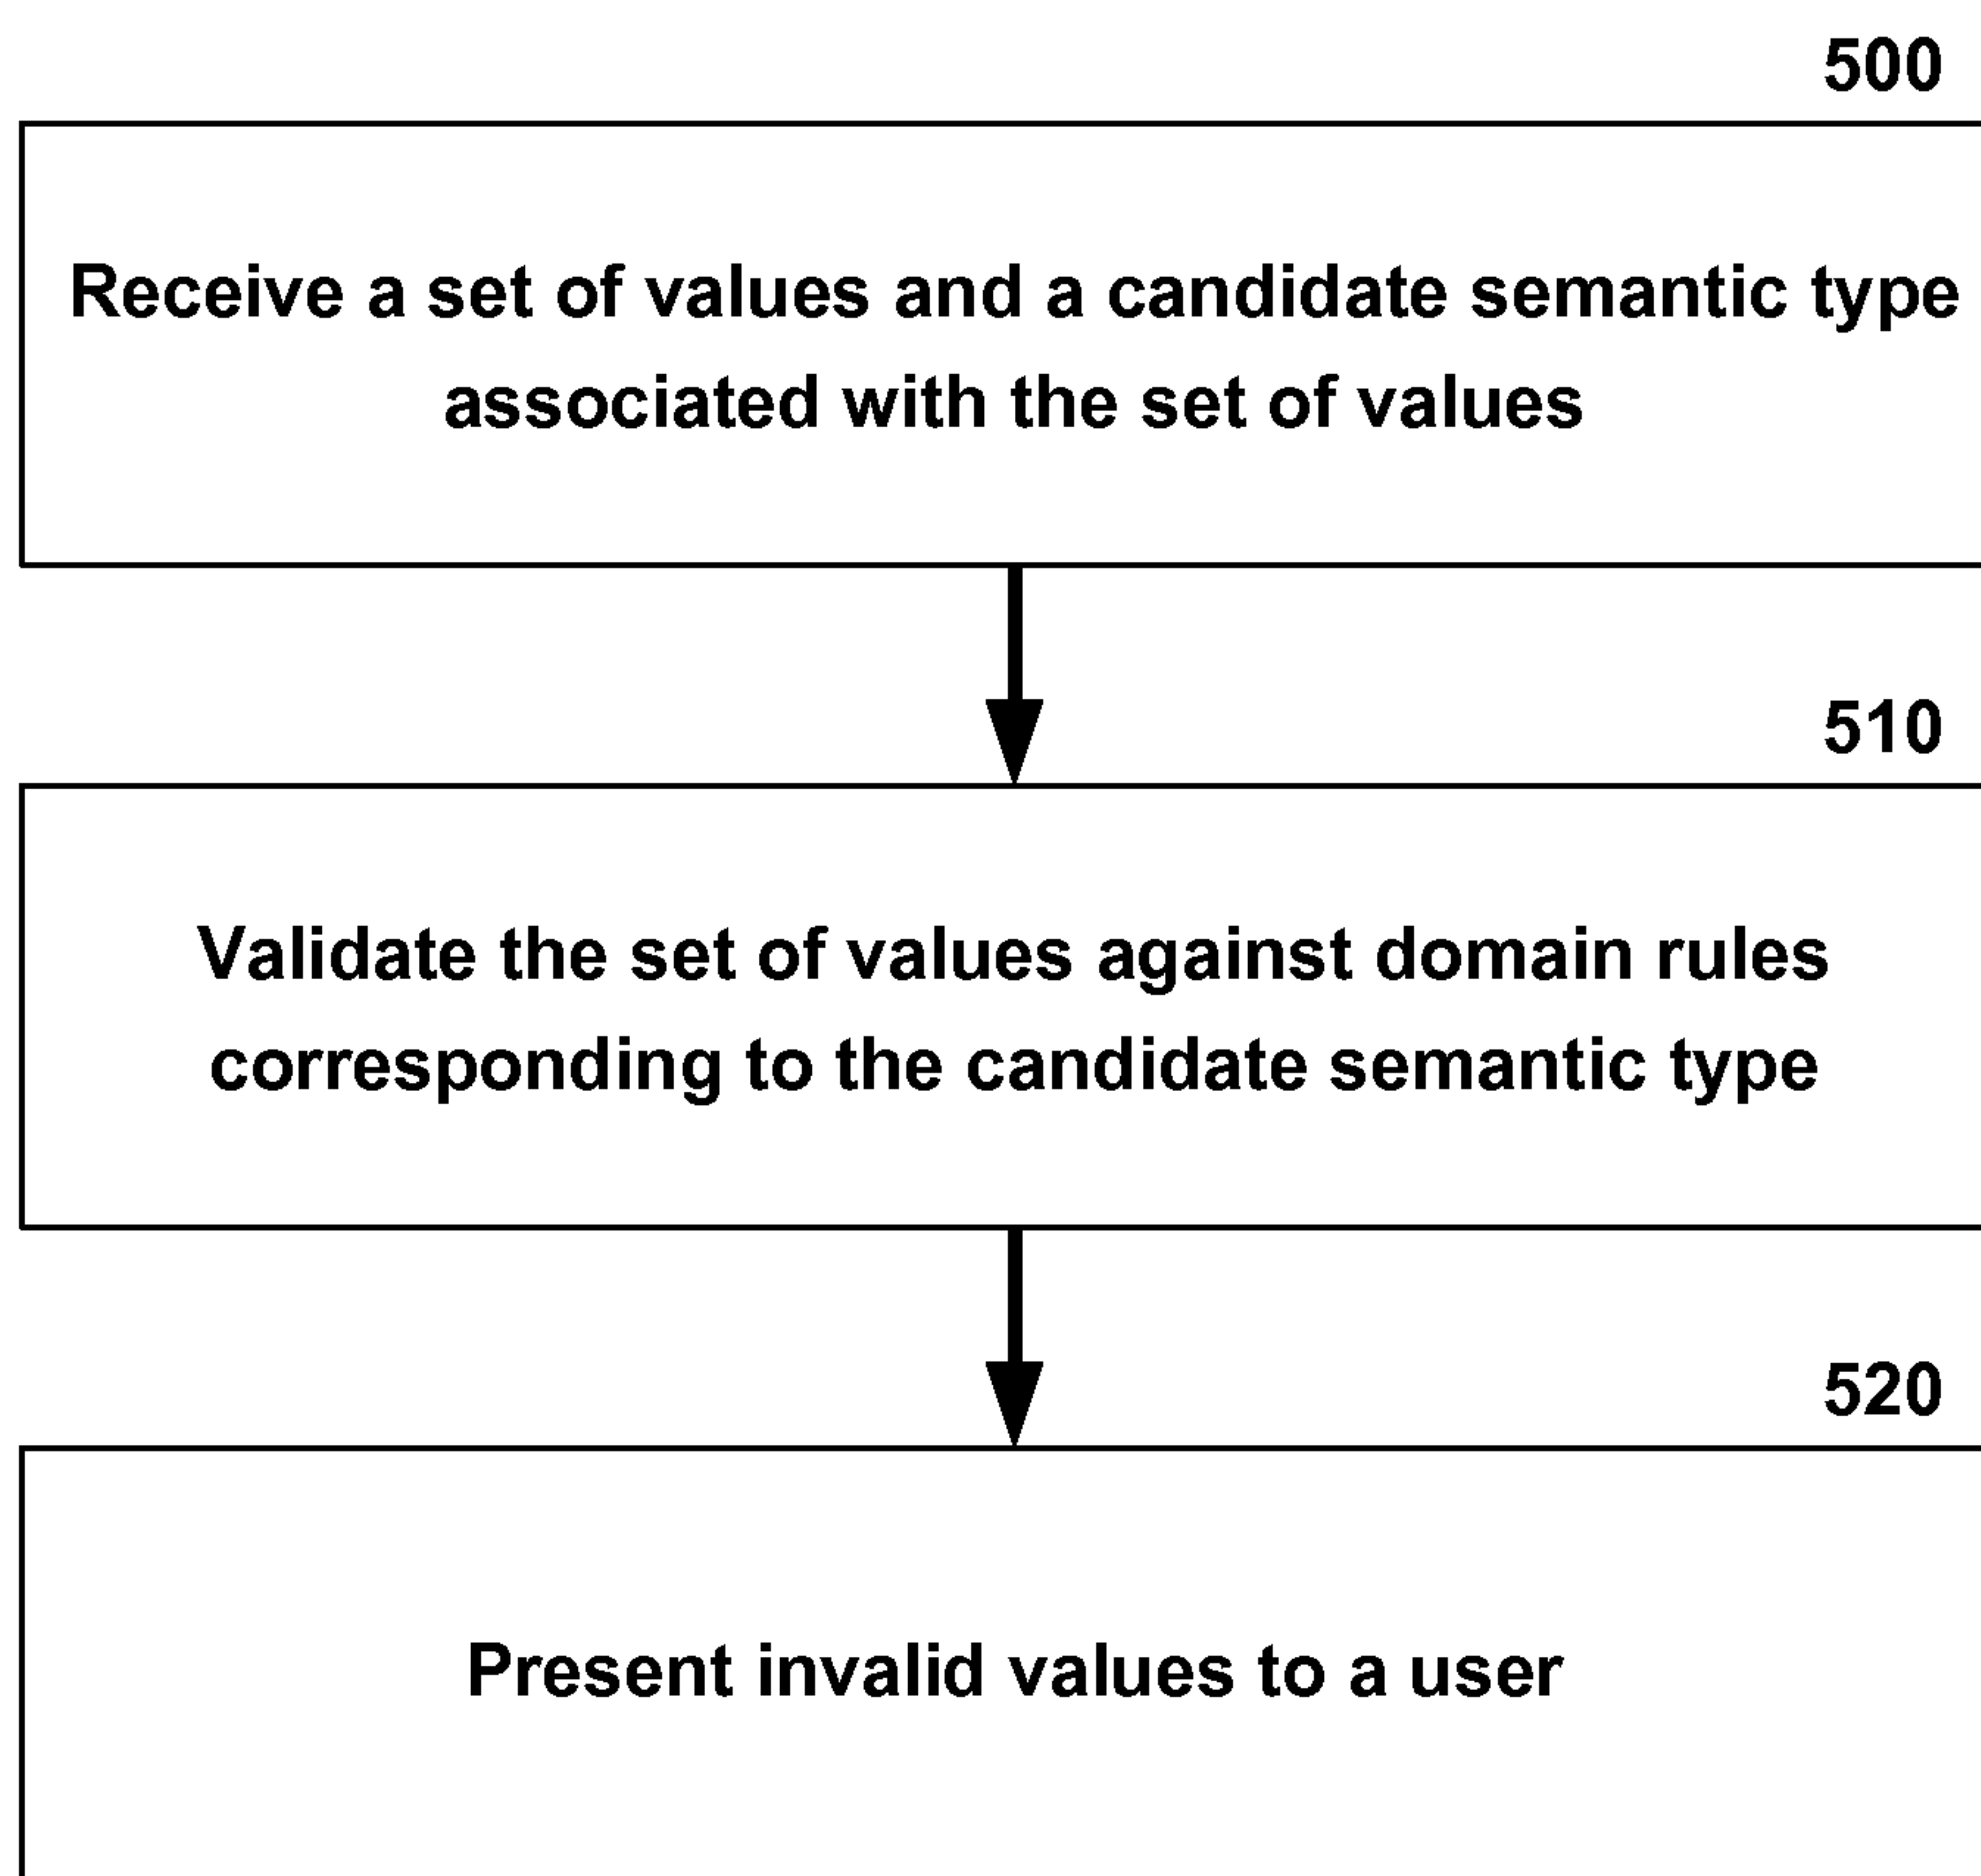 500
Receive a set of values and a candidate semantic type
associated with the set of values
510
Validate the set of values against domain rules
corresponding to the candidate semantic type
520
Present invalid values to a user